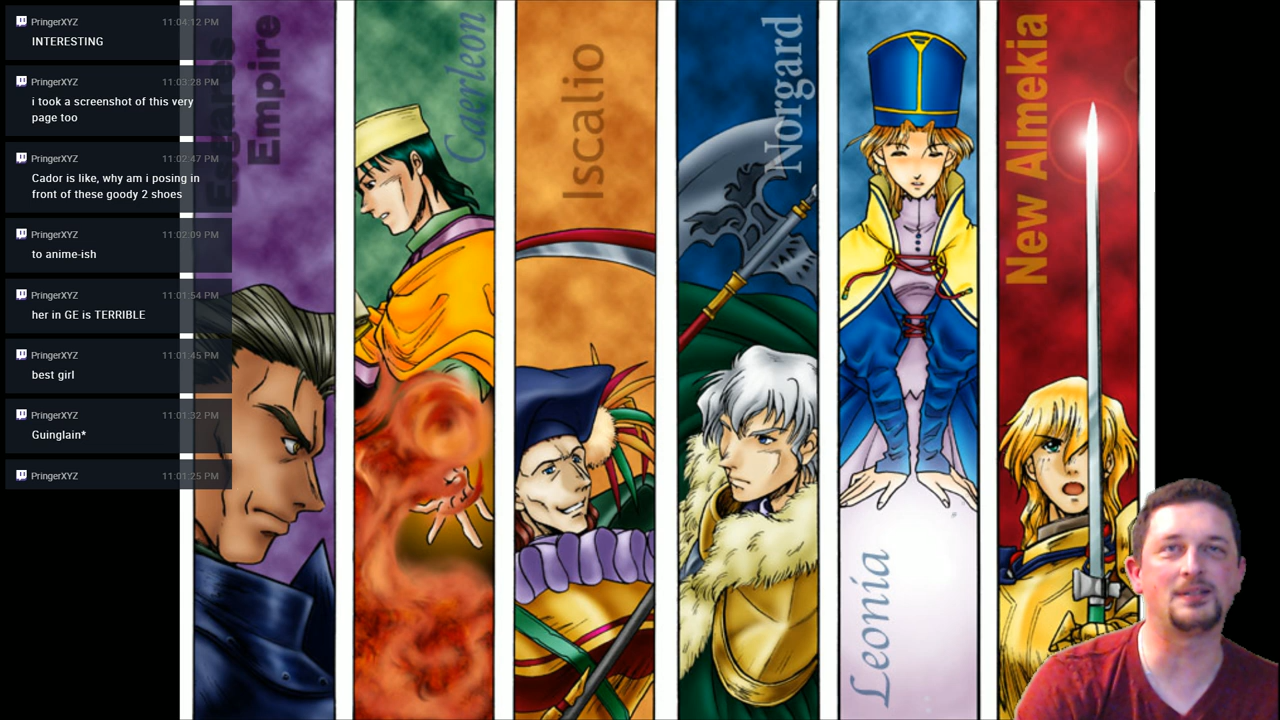 PringerXYZ 11:04:12 PM
INTERESTING
PringerXYZ 11:03:28 PM
i took a screenshot of this very
page too
PringerXYZ 11:02:47 PM
Cador is like, why am i posing in
front of these goody 2 shoes
PringerXYZ 11:02:09 PM
to anime-ish
PringerXYZ 11:01:54 PM
her in GE is TERRIBLE
PringerXYZ 11:01:45 PM
best girl
PringerXYZ 11:01:32 PM
Guinglain*
PringerXYZ 11:01:25 PM
Esgares
Empire
Caerleon
Iscalio
Norgard
Leonia
New Almekia